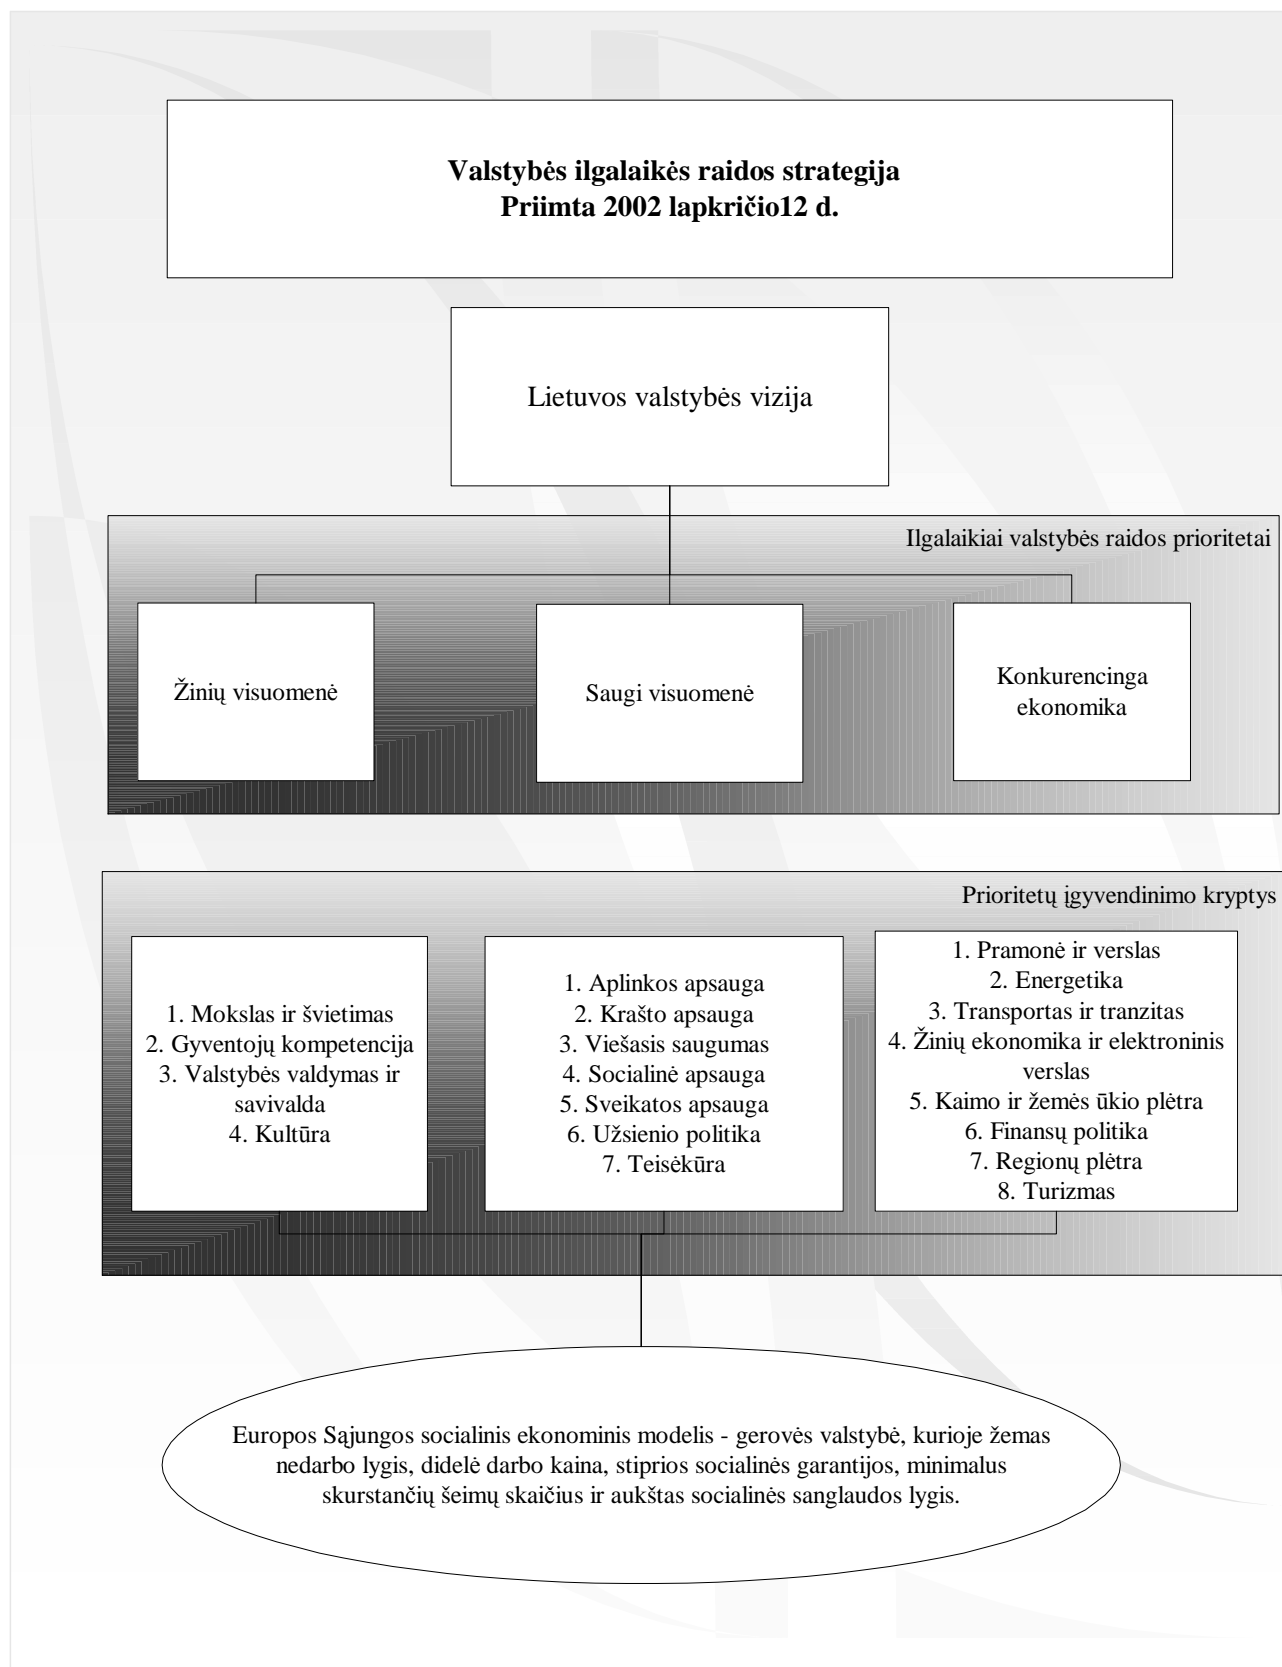 Valstybės ilgalaikės raidos strategija
Priimta 2002 lapkričio12 d.
Lietuvos valstybės vizija
Ilgalaikiai valstybės raidos prioritetai
Žinių visuomenė
Saugi visuomenė
Konkurencinga
ekonomika
Prioritetų įgyvendinimo kryptys
1. Mokslas ir švietimas
2. Gyventojų kompetencija
3. Valstybės valdymas ir
savivalda
4. Kultūra
1. Aplinkos apsauga
2. Krašto apsauga
3. Viešasis saugumas
4. Socialinė apsauga
5. Sveikatos apsauga
6. Užsienio politika
7. Teisėkūra
1. Pramonė ir verslas
2. Energetika
3. Transportas ir tranzitas
4. Žinių ekonomika ir elektroninis
verslas
5. Kaimo ir žemės ūkio plėtra
6. Finansų politika
7. Regionų plėtra
8. Turizmas
Europos Sąjungos socialinis ekonominis modelis - gerovės valstybė, kurioje žemas
nedarbo lygis, didelė darbo kaina, stiprios socialinės garantijos, minimalus
skurstančių šeimų skaičius ir aukštas socialinės sanglaudos lygis.